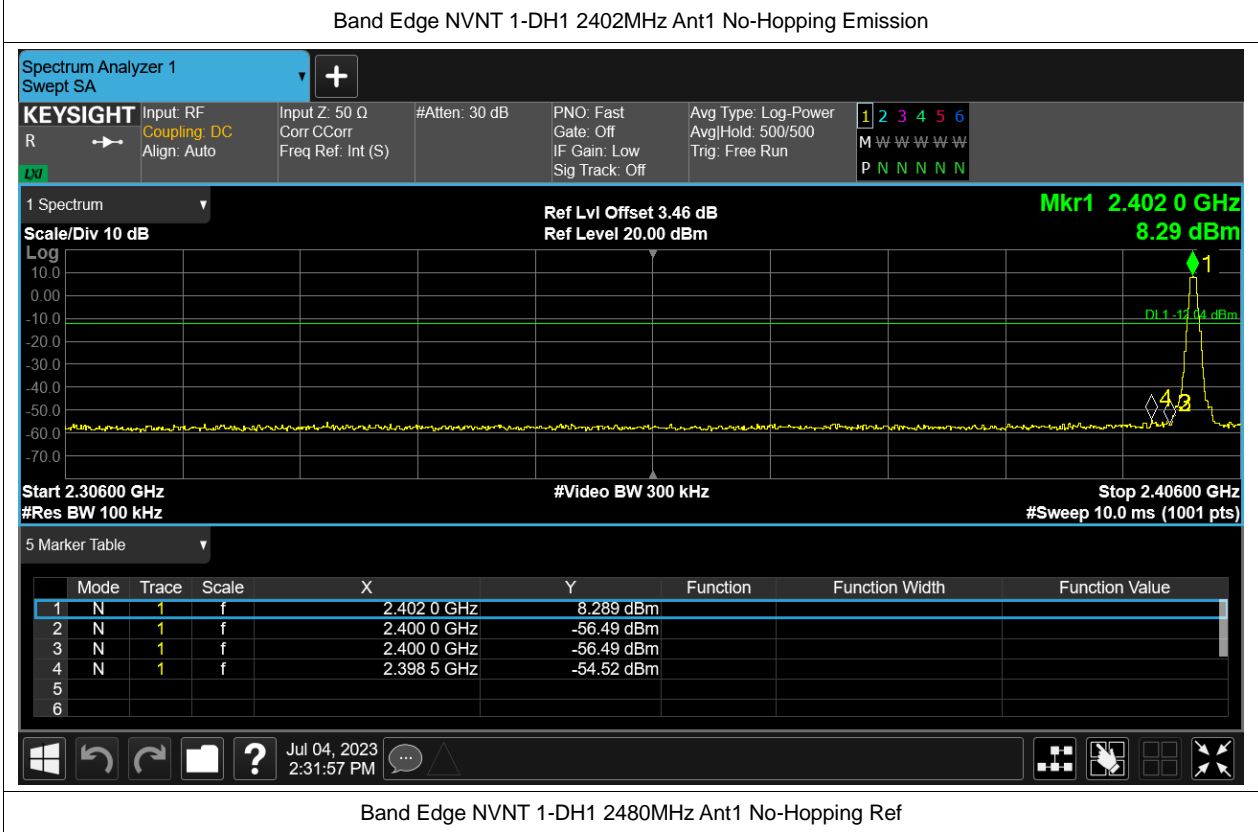 Band Edge NVNT 1-DH1 2402MHz Ant1 No-Hopping Emission
Spectrum Analyzer 1
Swept SA
KEYSIGHT
R
LXI
Input: RF
Coupling: DC
Align: Auto
Input Z: 50 Ω
Corr CCorr
Freq Ref: Int (S)
#Atten: 30 dB
PNO: Fast
Gate: Off
IF Gain: Low
Sig Track: Off
Avg Type: Log-Power
Avg|Hold: 500/500
Trig: Free Run
1 2 3 4 5 6
M W W W W W
P N N N N N
1 Spectrum
Scale/Div 10 dB
Ref Lvl Offset 3.46 dB
Ref Level 20.00 dBm
Mkr1 2.402 0 GHz
8.29 dBm
Log
10.0
0.00
-10.0
-20.0
-30.0
-40.0
-50.0
-60.0
-70.0
1
DL1 -12.04 dBm
4
Start 2.30600 GHz
#Video BW 300 kHz
Stop 2.40600 GHz
#Res BW 100 kHz
#Sweep 10.0 ms (1001 pts)
5 Marker Table
Mode Trace Scale X Y Function Function Width Function Value
1 N 1 f 2.402 0 GHz 8.289 dBm
2 N 1 f 2.400 0 GHz -56.49 dBm
3 N 1 f 2.400 0 GHz -56.49 dBm
4 N 1 f 2.398 5 GHz -54.52 dBm
5
6
?
Jul 04, 2023
2:31:57 PM
Band Edge NVNT 1-DH1 2480MHz Ant1 No-Hopping Ref